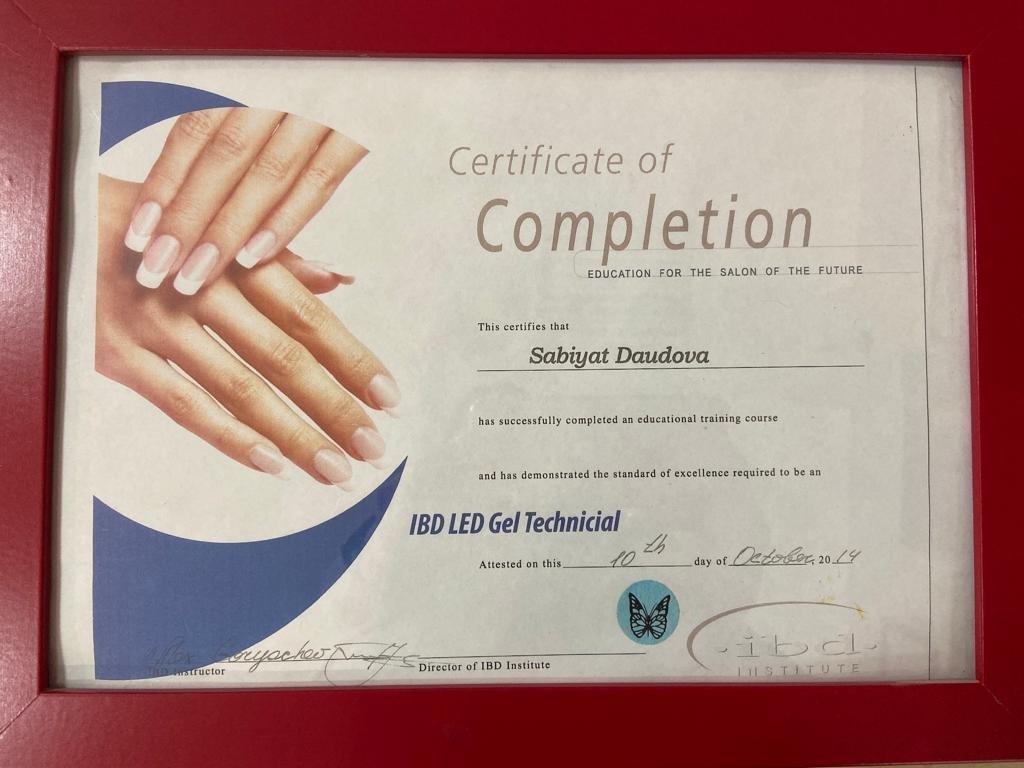 Certificate of
Completion
EDUCATION FOR THE SALON OF THE FUTURE
This certifies that
Sabiyat Daudova
has successfully completed an educational training course
and has demonstrated the standard of excellence required to be an
IBD LED Gel Technicial
Attested on this 10th day of October, 2014
IBD Instructor
Director of IBD Institute
ibd
INSTITUTE